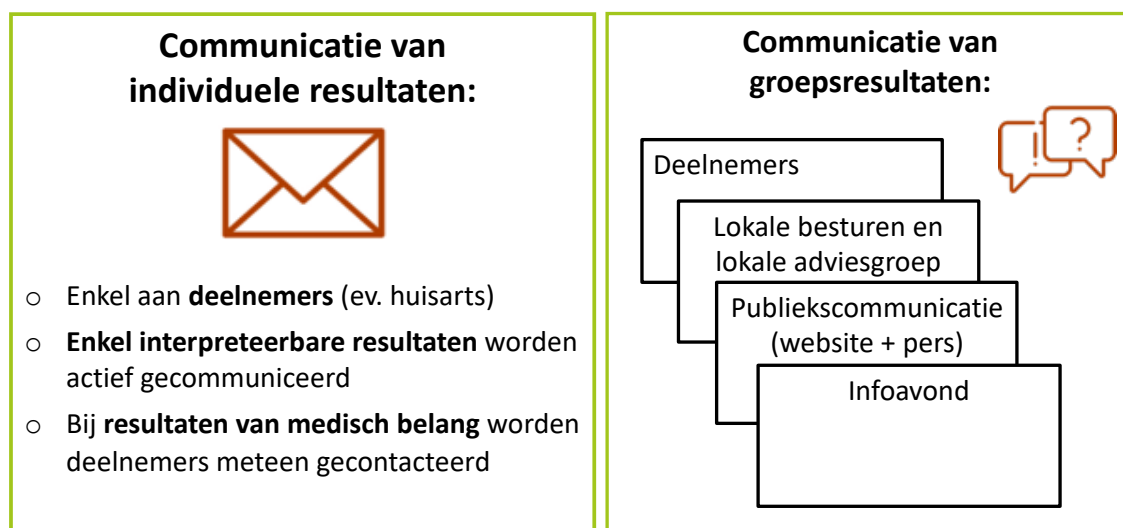 Communicatie van
individuele resultaten:
o Enkel aan deelnemers (ev. huisarts)
o Enkel interpreteerbare resultaten worden
actief gecommuniceerd
o Bij resultaten van medisch belang worden
deelnemers meteen gecontacteerd
Communicatie van
groepsresultaten:
! ?
Deelnemers
Lokale besturen en
lokale adviesgroep
Publiekscommunicatie
(website + pers)
Infoavond